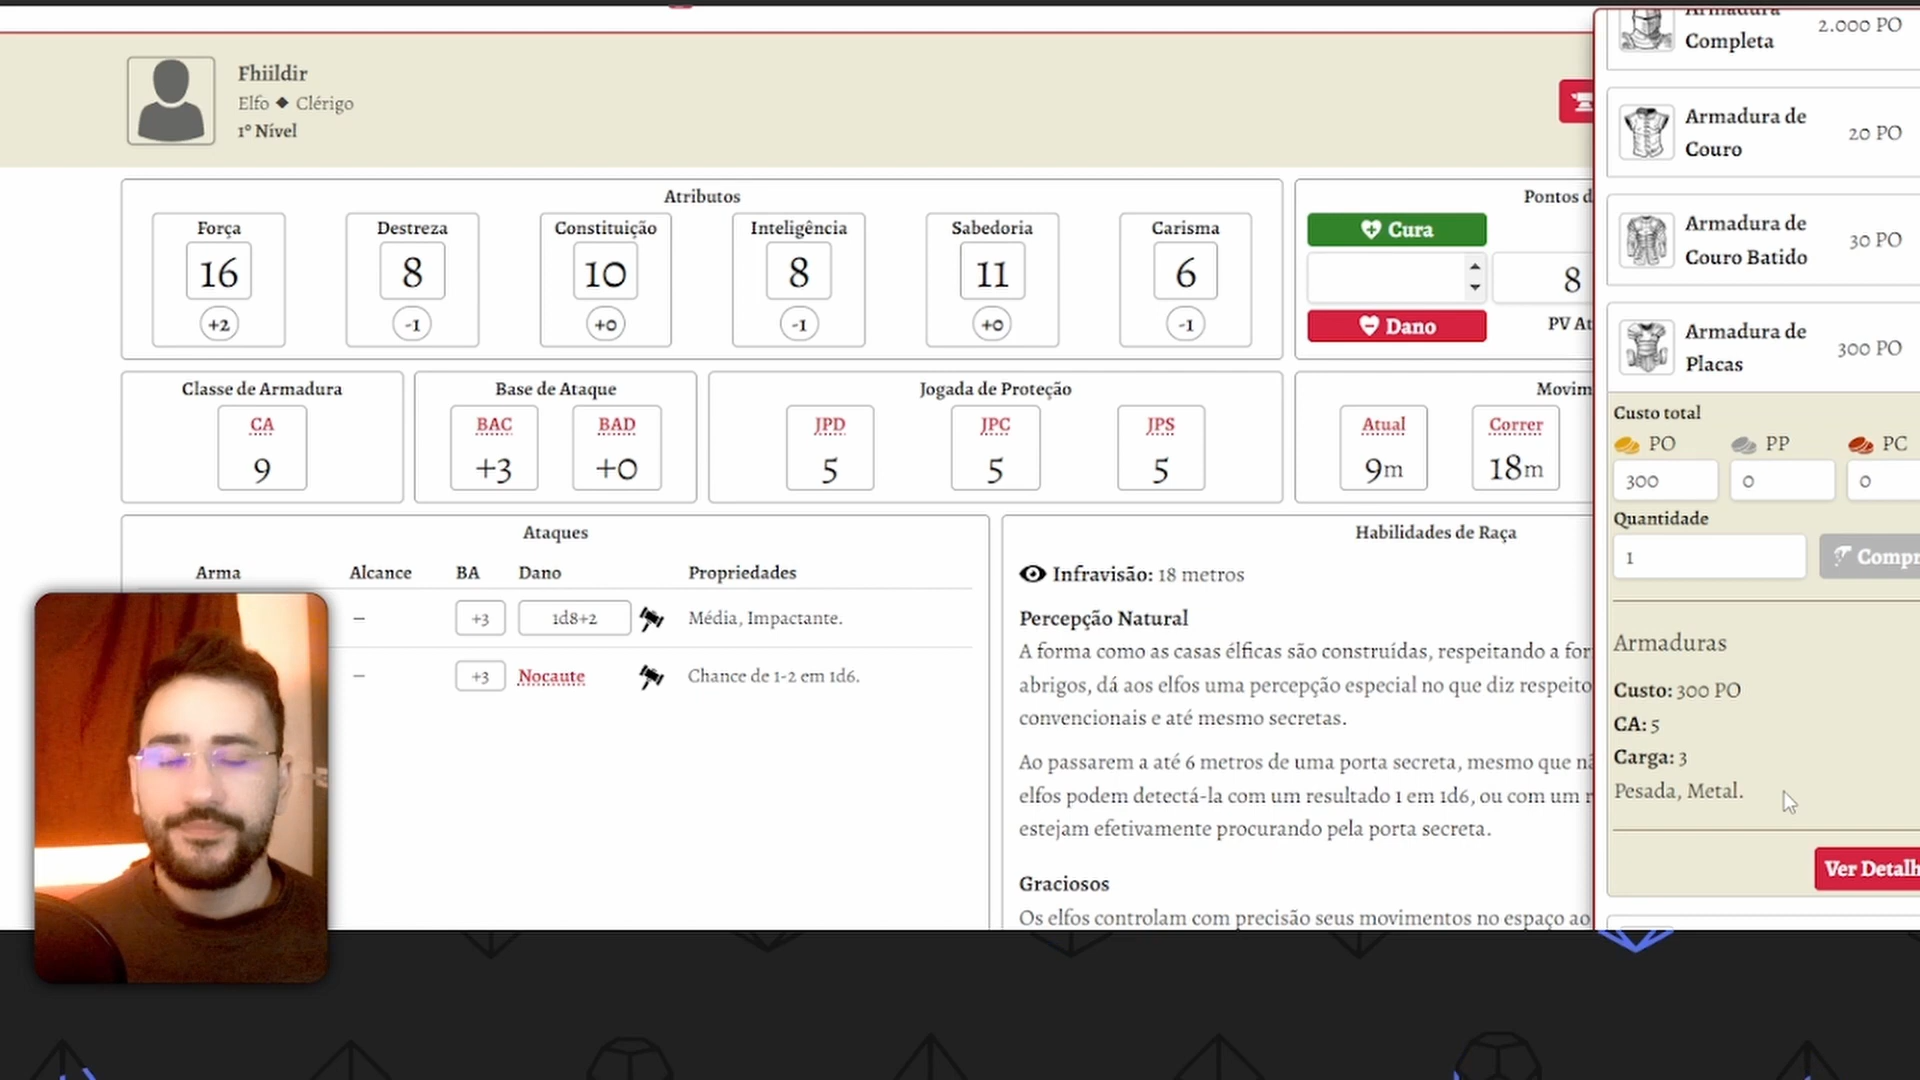 Fhiildir
Elfo ◆ Clérigo
1º Nível
Atributos
Força
16
+2
Destreza
8
-1
Constituição
10
+0
Inteligência
8
-1
Sabedoria
11
+0
Carisma
6
-1
Pontos d
Cura
8
Dano
PV At
Classe de Armadura
CA
9
Base de Ataque
BAC
+3
BAD
+0
Jogada de Proteção
JPD
5
JPC
5
JPS
5
Movim
Atual
9m
Correr
18m
Ataques
Arma Alcance BA Dano Propriedades
– +3 1d8+2 Média, Impactante.
– +3 Nocaute Chance de 1-2 em 1d6.
Habilidades de Raça
Infravisão: 18 metros
Percepção Natural
A forma como as casas élficas são construídas, respeitando a for
abrigos, dá aos elfos uma percepção especial no que diz respeito
convencionais e até mesmo secretas.
Ao passarem a até 6 metros de uma porta secreta, mesmo que nã
elfos podem detectá-la com um resultado 1 em 1d6, ou com um r
estejam efetivamente procurando pela porta secreta.
Graciosos
Os elfos controlam com precisão seus movimentos no espaço ao
Armadura
Completa
2.000 PO
Armadura de
Couro
20 PO
Armadura de
Couro Batido
30 PO
Armadura de
Placas
300 PO
Custo total
PO PP PC
300 0 0
Quantidade
1 Compr
Armaduras
Custo: 300 PO
CA: 5
Carga: 3
Pesada, Metal.
Ver Detalh